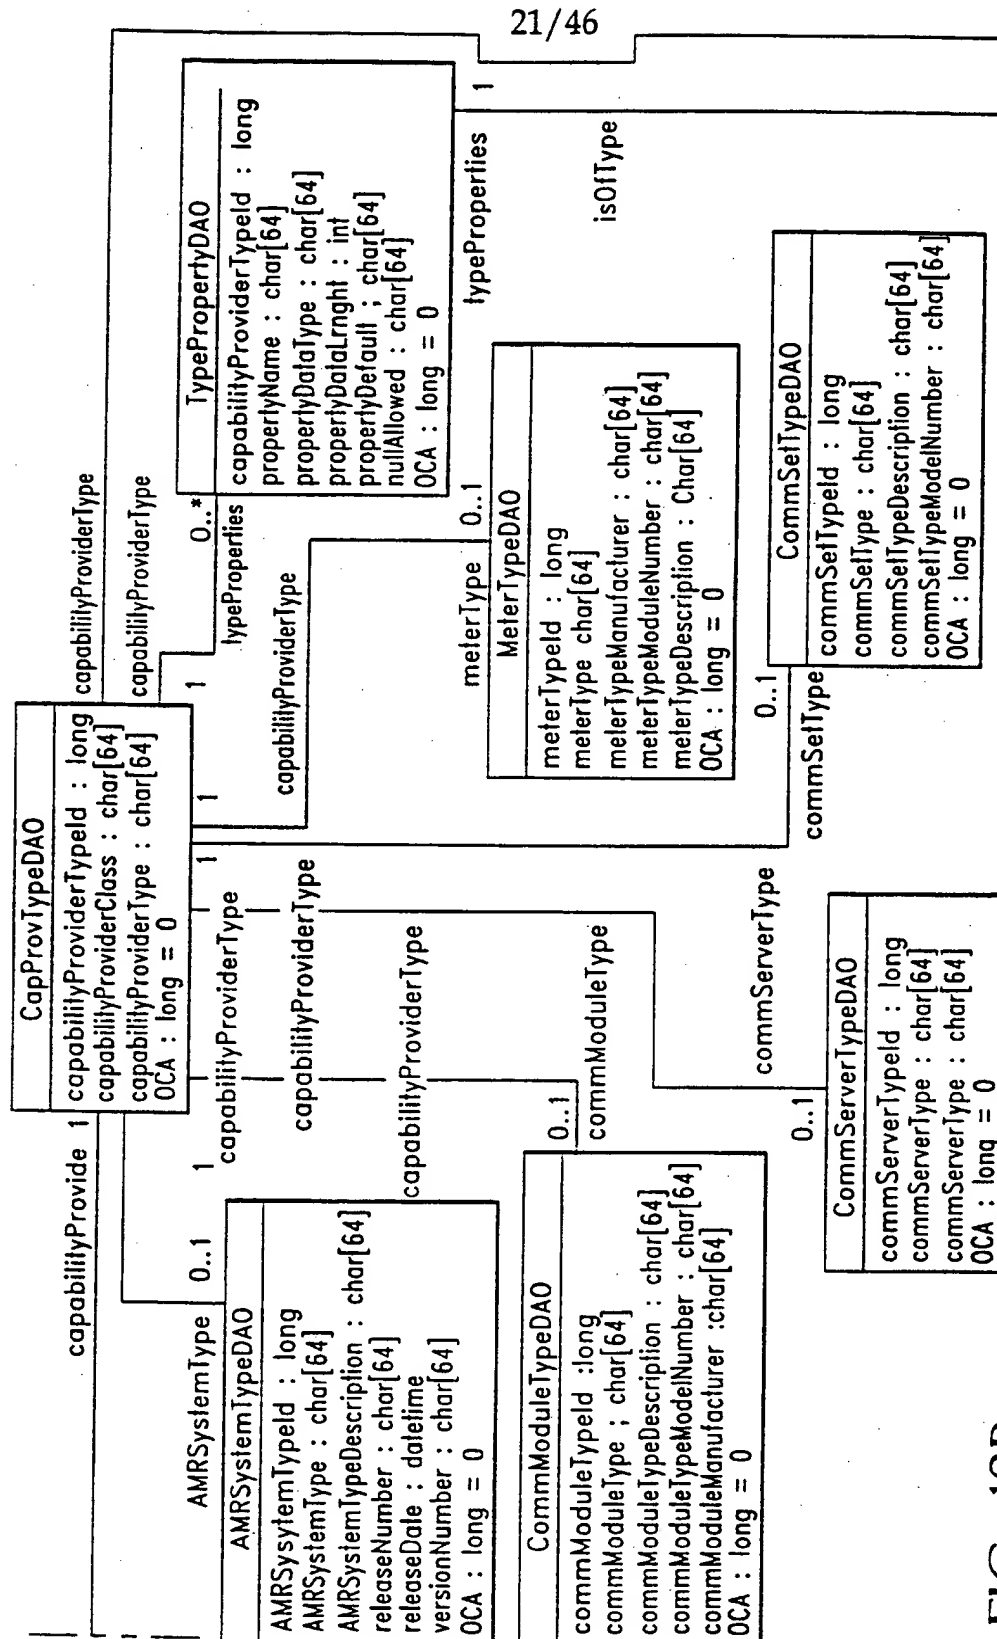 21/46
CapProvTypeDAO
capabilityProviderTypeId : long
capabilityProviderClass : char[64]
capabilityProviderType : char[64]
OCA : long = 0
capabilityProvide 1
capabilityProviderType
capabilityProviderType
1
0..*
typeProperties
TypePropertyDAO
capabilityProviderTypeId : long
propertyName : char[64]
propertyDataType : char[64]
propertyDataLrnght : int
propertyDefault ; char[64]
nullAllowed : char[64]
OCA : long = 0
1
typeProperties
isOfType
1
capabilityProviderType
meterType
0..1
MeterTypeDAO
meterTypeId : long
meterType char[64]
meterTypeManufacturer : char[64]
meterTypeModuleNumber : char[64]
meterTypeDescription : Char[64]
OCA : long = 0
1
0..1
commSetType
CommSetTypeDAO
commSetTypeId : long
commSetType : char[64]
commSetTypeDescription : char[64]
commSetTypeModelNumber : char[64]
OCA : long = 0
AMRSystemType
0..1
1
capabilityProviderType
capabilityProviderType
capabilityProviderType
AMRSystemTypeDAO
AMRSysytemTypeId : long
AMRSystemType : char[64]
AMRSystemTypeDescription : char[64]
releaseNumber : char[64]
releaseDate : datetime
versionNumber : char[64]
OCA : long = 0
0..1
commModuleType
CommModuleTypeDAO
commModuleTypeId :long
commModuleType ; char[64]
commModuleTypeDescription : char[64]
commModuleTypeModelNumber : char[64]
commModuleManufacturer :char[64]
OCA : long = 0
commServerType
0..1
CommServerTypeDAO
commServerTypeId : long
commServerType : char[64]
commServerType : char[64]
OCA : long = 0